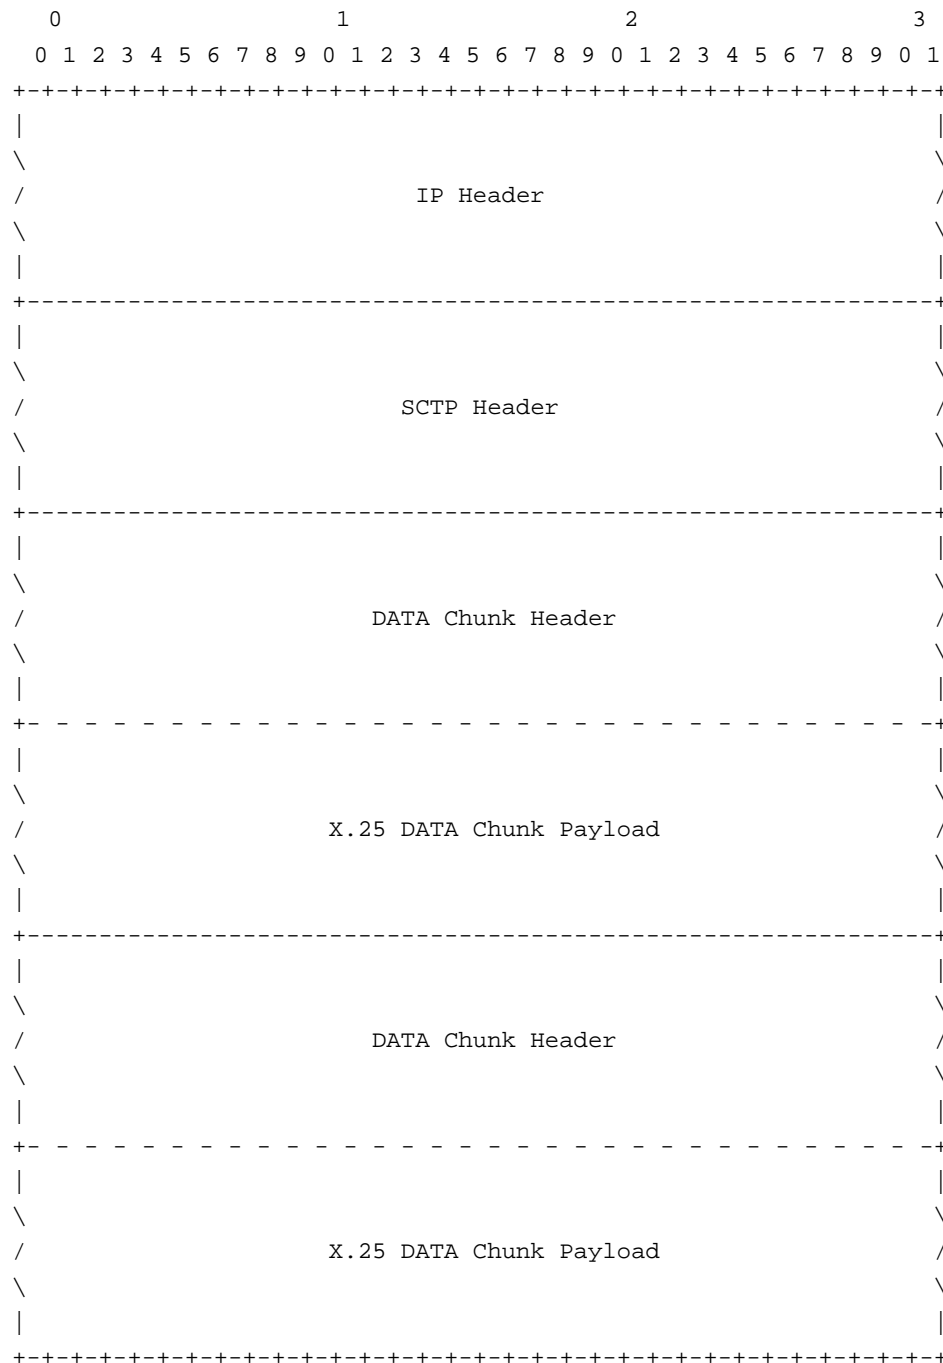 0                   1                   2                   3
0 1 2 3 4 5 6 7 8 9 0 1 2 3 4 5 6 7 8 9 0 1 2 3 4 5 6 7 8 9 0 1
+-+-+-+-+-+-+-+-+-+-+-+-+-+-+-+-+-+-+-+-+-+-+-+-+-+-+-+-+-+-+-+-+
|                                                               |
\                                                               \
/                           IP Header                           /
\                                                               \
|                                                               |
+---------------------------------------------------------------+
|                                                               |
\                                                               \
/                          SCTP Header                          /
\                                                               \
|                                                               |
+---------------------------------------------------------------+
|                                                               |
\                                                               \
/                        DATA Chunk Header                      /
\                                                               \
|                                                               |
+- - - - - - - - - - - - - - - - - - - - - - - - - - - - - - - -+
|                                                               |
\                                                               \
/                     X.25 DATA Chunk Payload                   /
\                                                               \
|                                                               |
+---------------------------------------------------------------+
|                                                               |
\                                                               \
/                        DATA Chunk Header                      /
\                                                               \
|                                                               |
+- - - - - - - - - - - - - - - - - - - - - - - - - - - - - - - -+
|                                                               |
\                                                               \
/                     X.25 DATA Chunk Payload                   /
\                                                               \
|                                                               |
+-+-+-+-+-+-+-+-+-+-+-+-+-+-+-+-+-+-+-+-+-+-+-+-+-+-+-+-+-+-+-+-+